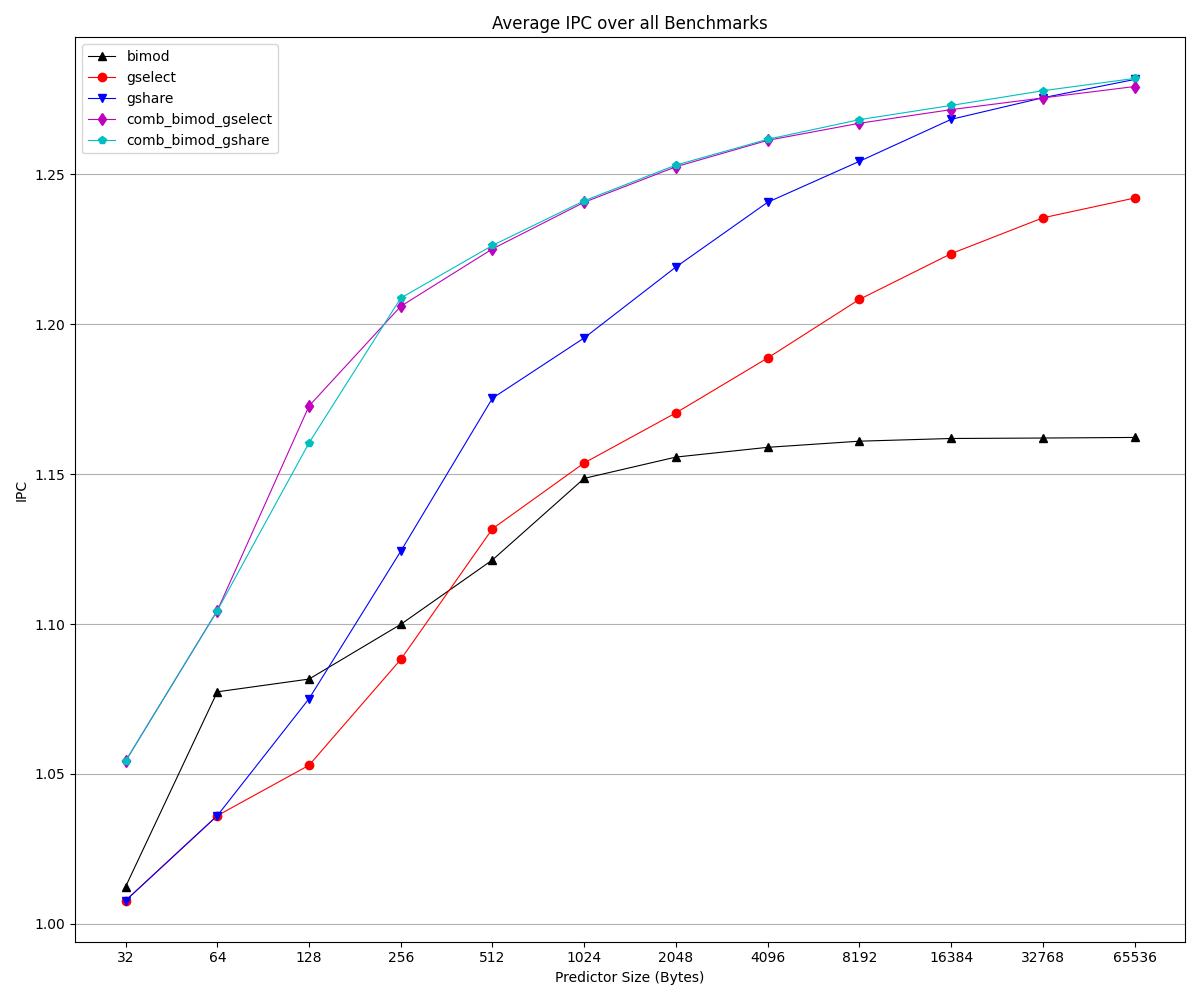 Average IPC over all Benchmarks
bimod
gselect
gshare
comb_bimod_gselect
comb_bimod_gshare
1.25
1.20
1.15
1.10
1.05
1.00
IPC
32 64 128 256 512 1024 2048 4096 8192 16384 32768 65536
Predictor Size (Bytes)